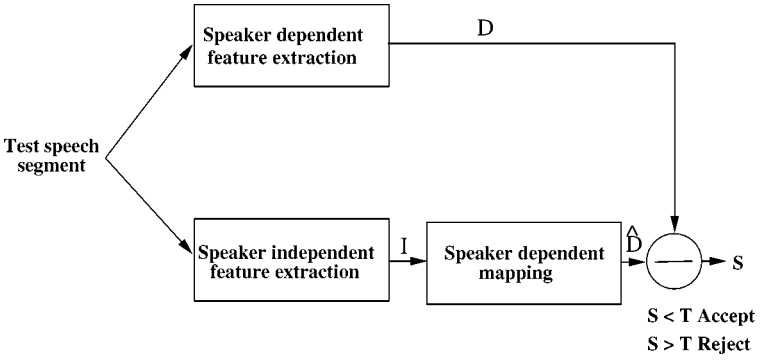 Speaker dependent
feature extraction
D
Test speech
segment
Speaker independent
feature extraction
I
Speaker dependent
mapping
D̂
S
S < T Accept
S > T Reject